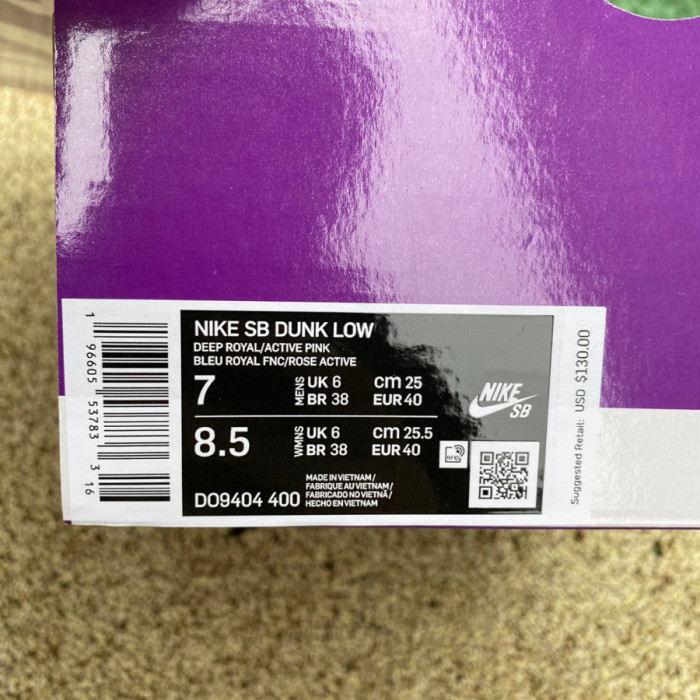 1 96605 53783 3 16
NIKE SB DUNK LOW
DEEP ROYAL/ACTIVE PINK
BLEU ROYAL FNC/ROSE ACTIVE
7 MENS UK 6 cm 25
BR 38 EUR 40
8.5 WMNS UK 6 cm 25.5
BR 38 EUR 40
DO9404 400
MADE IN VIETNAM/
FABRIQUE AU VIETNAM/
FABRICADO NO VIETNÃ/
HECHO EN VIETNAM
RFID
NIKE
SB
Suggested Retail: USD $130.00